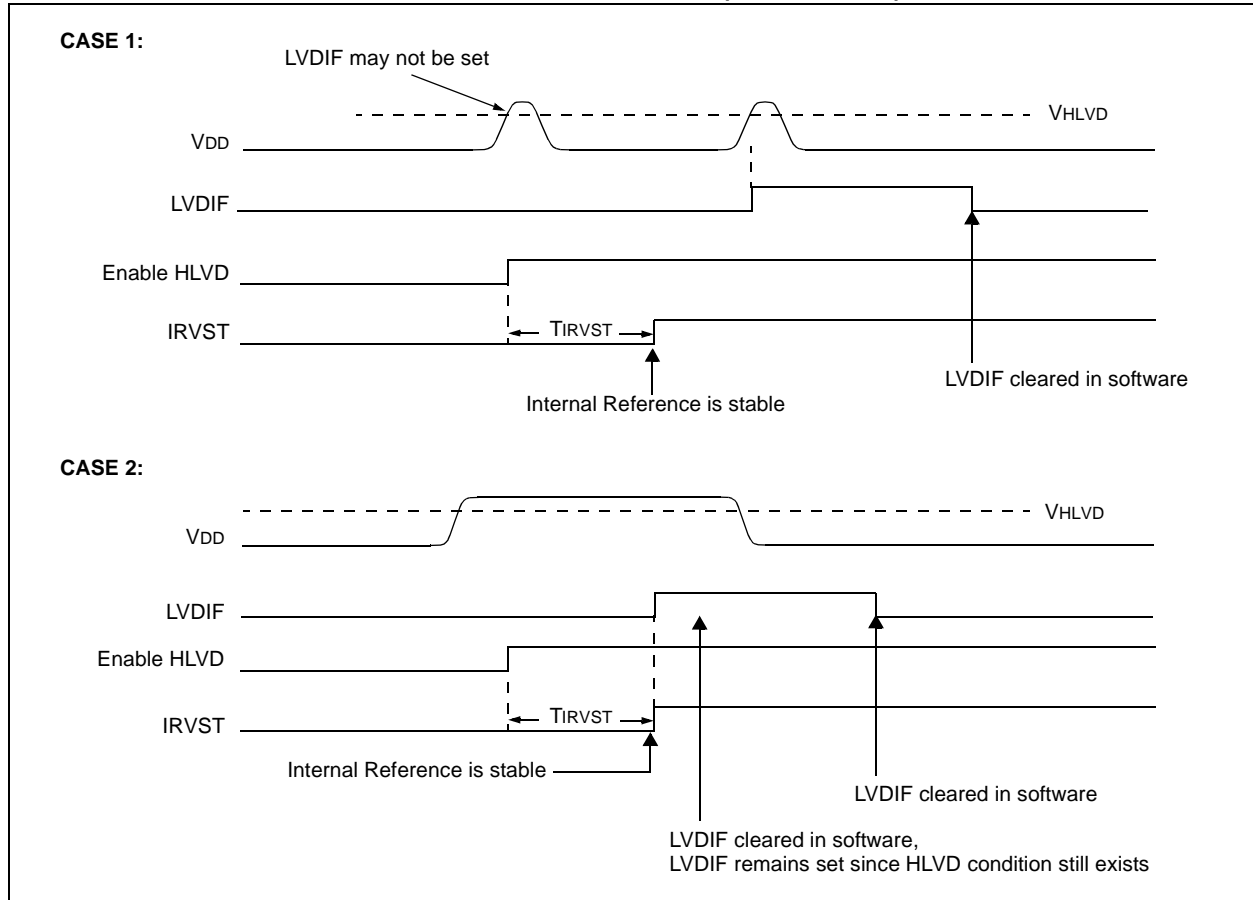 CASE 1:
LVDIF may not be set
VHLVD
VDD
LVDIF
Enable HLVD
IRVST
TIRVST
LVDIF cleared in software
Internal Reference is stable
CASE 2:
VHLVD
VDD
LVDIF
Enable HLVD
IRVST
TIRVST
Internal Reference is stable
LVDIF cleared in software
LVDIF cleared in software,
LVDIF remains set since HLVD condition still exists